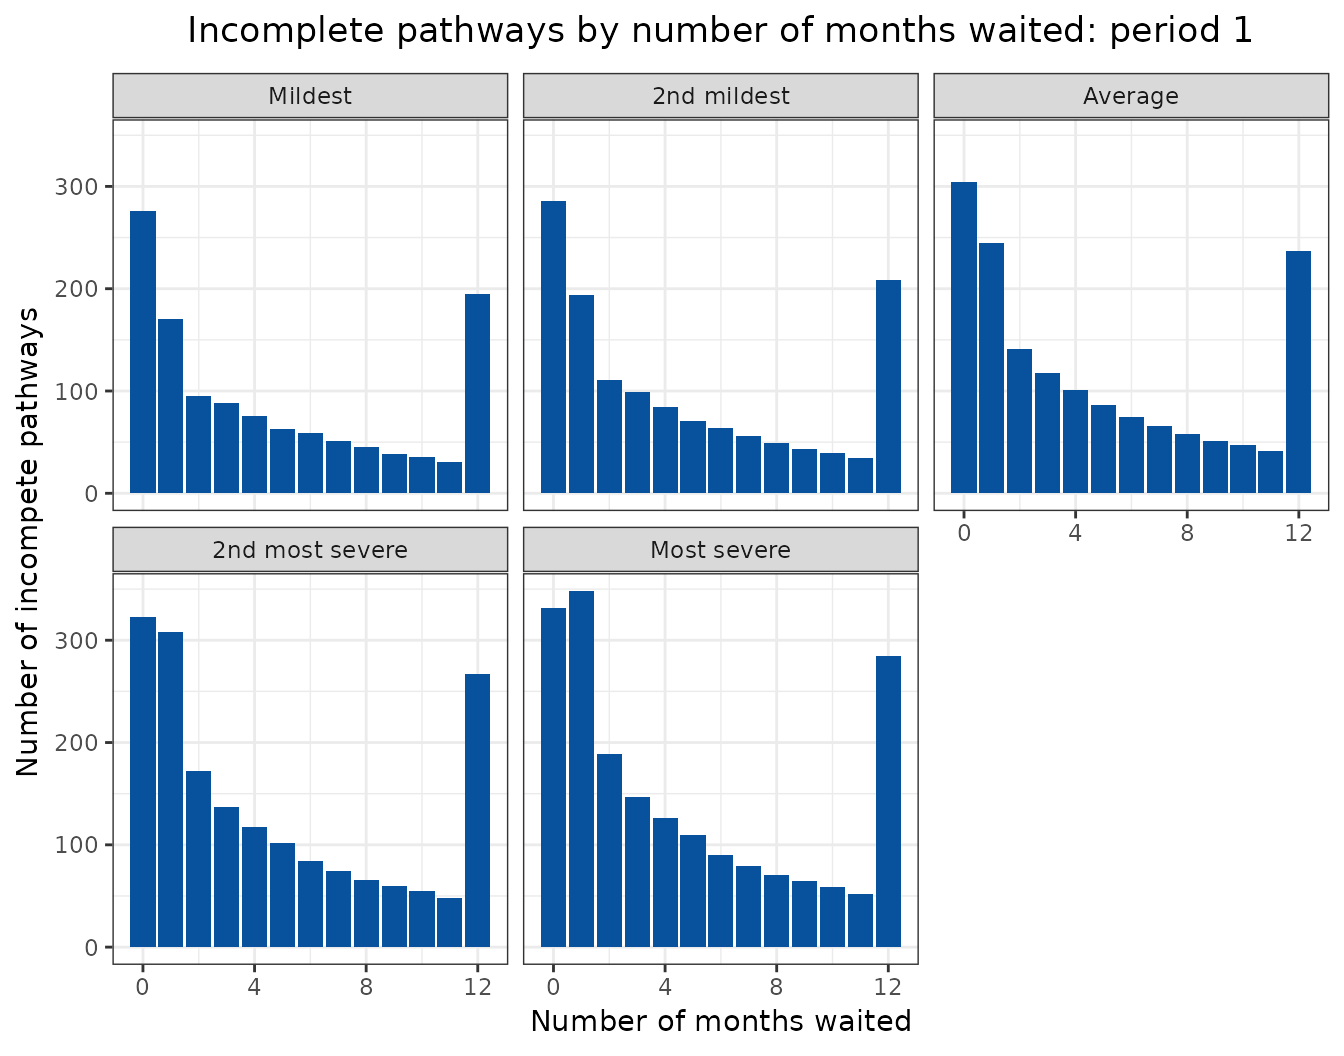 Incomplete pathways by number of months waited: period 1
Mildest
2nd mildest
Average
Number of incompete pathways
300
200
100
0
0 4 8 12
2nd most severe
Most severe
300
200
100
0
0 4 8 12
0 4 8 12
Number of months waited